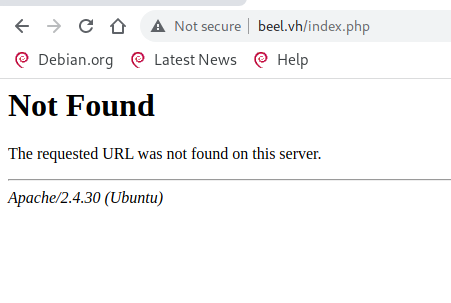 Not secure | beel.vh/index.php
Debian.org Latest News Help
Not Found
The requested URL was not found on this server.
Apache/2.4.30 (Ubuntu)